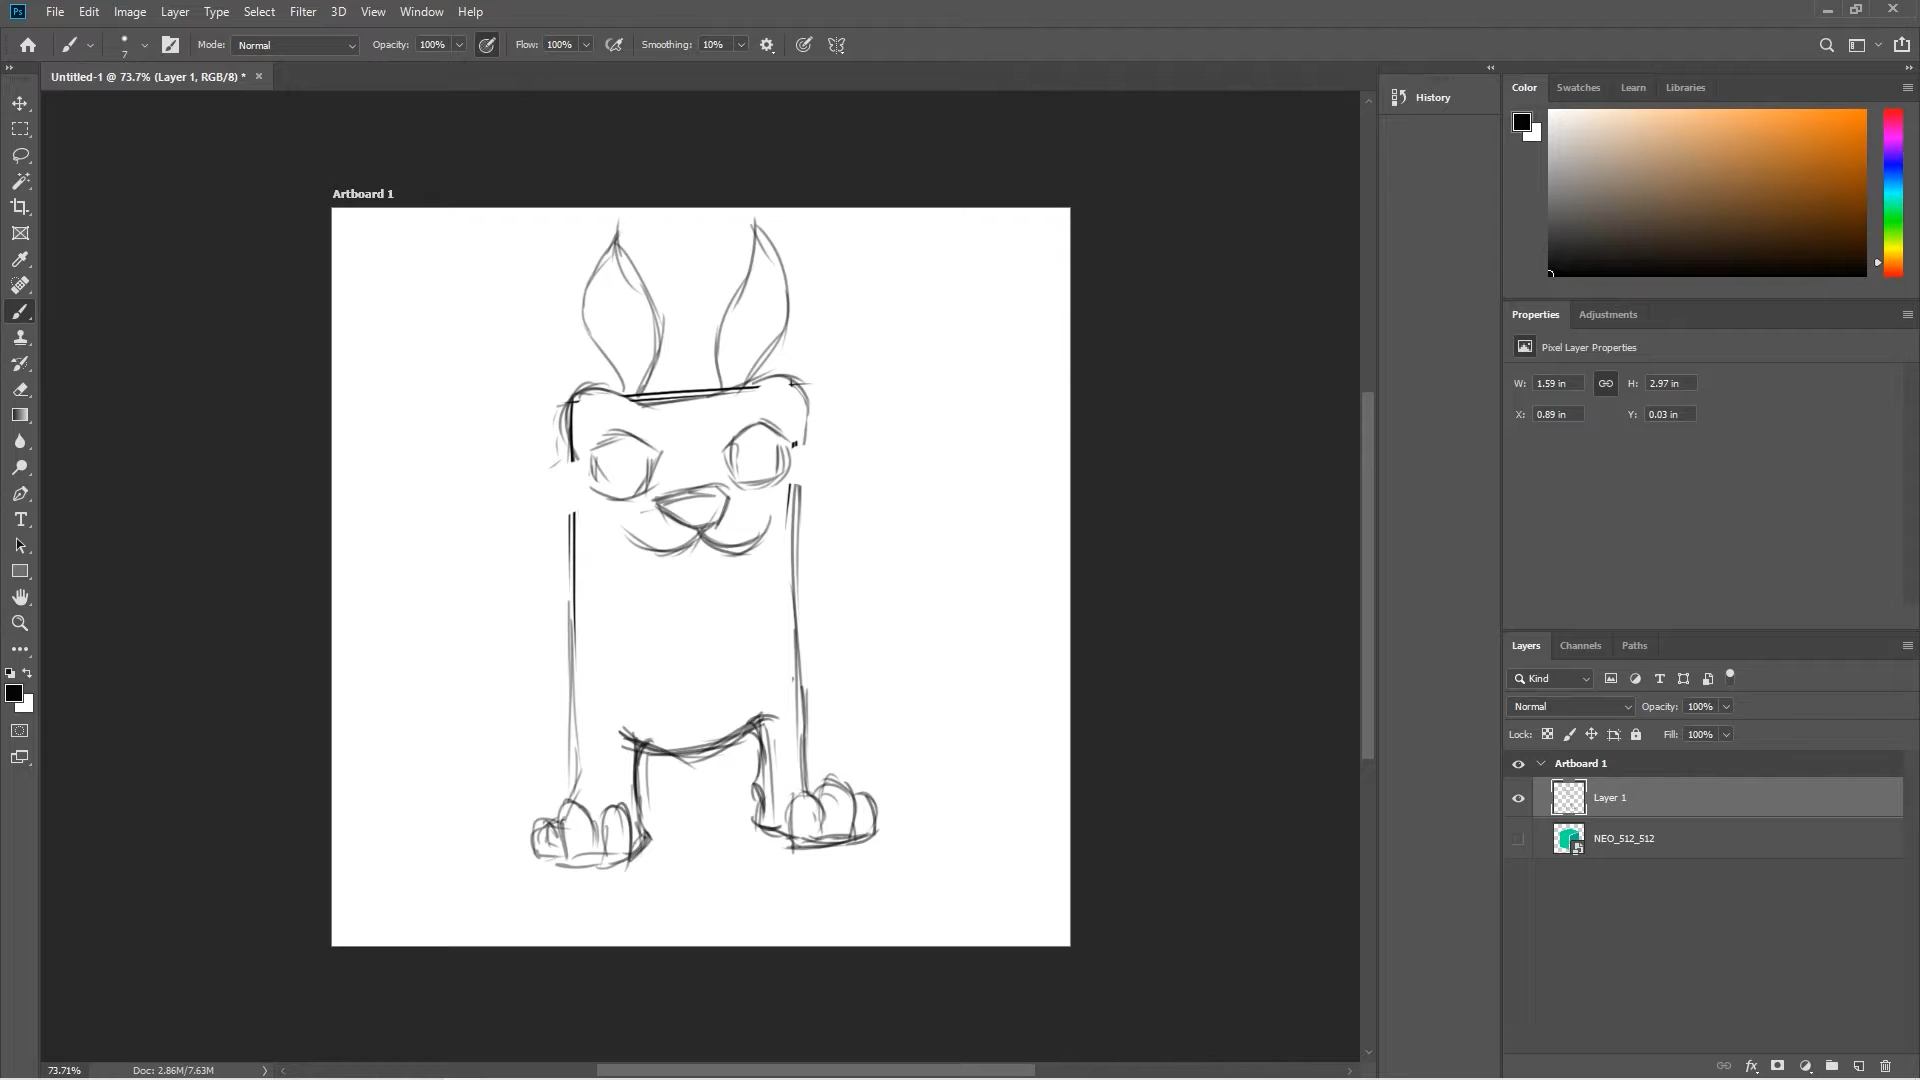 Ps File Edit Image Layer Type Select Filter 3D View Window Help
7 Mode: Normal Opacity: 100% Flow: 100% Smoothing: 10%
Untitled-1 @ 73.7% (Layer 1, RGB/8) *
Artboard 1
History
Color Swatches Learn Libraries
Properties Adjustments
Pixel Layer Properties
W: 1.59 in H: 2.97 in
X: 0.89 in Y: 0.03 in
Layers Channels Paths
Kind
Normal Opacity: 100%
Lock: Fill: 100%
Artboard 1
Layer 1
NEO_512_512
fx
73.71% Doc: 2.86M/7.63M